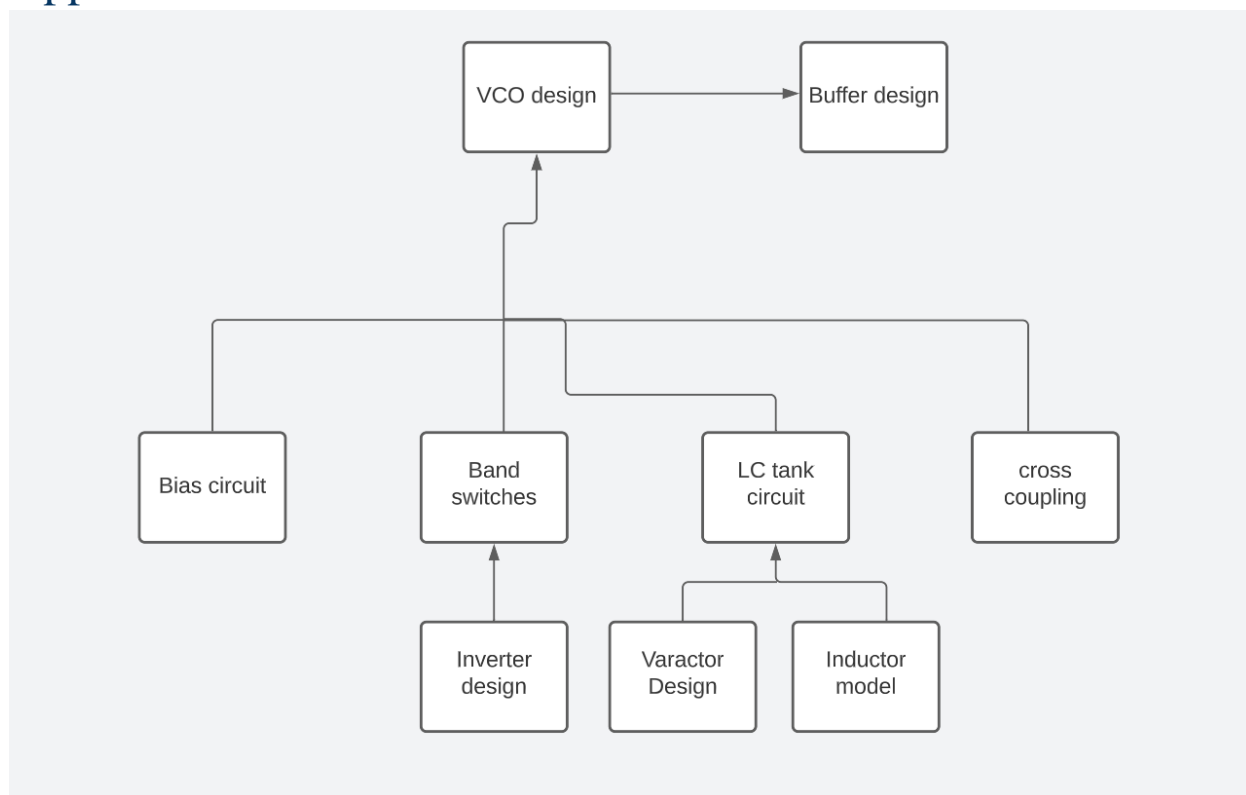 VCO design
Buffer design
Bias circuit
Band
switches
LC tank
circuit
cross
coupling
Inverter
design
Varactor
Design
Inductor
model